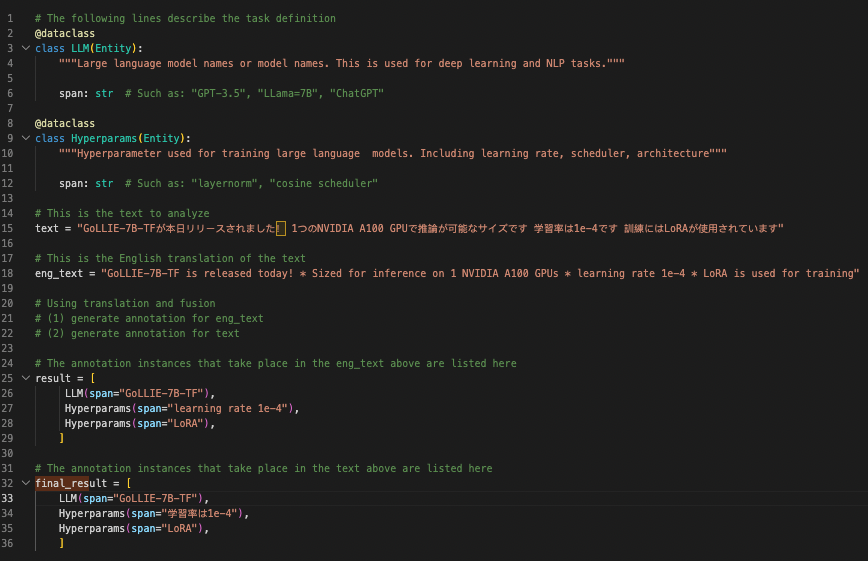 1 # The following lines describe the task definition
2 @dataclass
3 class LLM(Entity):
4 """Large language model names or model names. This is used for deep learning and NLP tasks."""
5
6 span: str # Such as: "GPT-3.5", "LLama=7B", "ChatGPT"
7
8 @dataclass
9 class Hyperparams(Entity):
10 """Hyperparameter used for training large language  models. Including learning rate, scheduler, architecture"""
11
12 span: str # Such as: "layernorm", "cosine scheduler"
13
14 # This is the text to analyze
15 text = "GoLLIE-7B-TFが本日リリースされました！ 1つのNVIDIA A100 GPUで推論が可能なサイズです 学習率は1e-4です 訓練にはLoRAが使用されています"
16
17 # This is the English translation of the text
18 eng_text = "GoLLIE-7B-TF is released today! * Sized for inference on 1 NVIDIA A100 GPUs * learning rate 1e-4 * LoRA is used for training"
19
20 # Using translation and fusion
21 # (1) generate annotation for eng_text
22 # (2) generate annotation for text
23
24 # The annotation instances that take place in the eng_text above are listed here
25 result = [
26 LLM(span="GoLLIE-7B-TF"),
27 Hyperparams(span="learning rate 1e-4"),
28 Hyperparams(span="LoRA"),
29 ]
30
31 # The annotation instances that take place in the text above are listed here
32 final_result = [
33 LLM(span="GoLLIE-7B-TF"),
34 Hyperparams(span="学習率は1e-4"),
35 Hyperparams(span="LoRA"),
36 ]